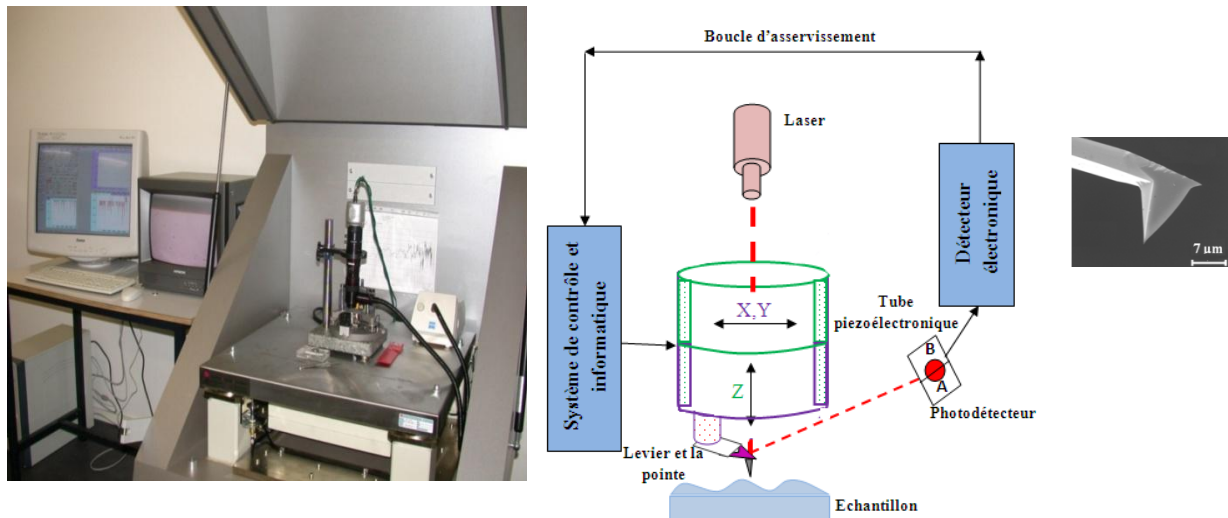 Boucle d'asservissement
Laser
Système de contrôle et
informatique
X,Y
Z
Détecteur
électronique
Tube
piezoélectronique
B
A
Photodétecteur
Levier et la
pointe
Echantillon
7 µm